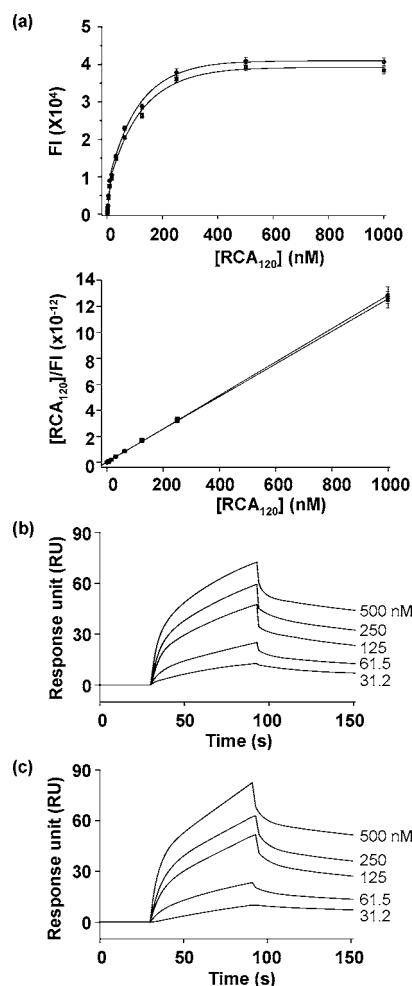 (a)
FI (X10⁴)
5
4
3
2
1
0
0 200 400 600 800 1000
[RCA₁₂₀] (nM)
[RCA₁₂₀]/FI (x10⁻¹²)
14
12
10
8
6
4
2
0
0 200 400 600 800 1000
[RCA₁₂₀] (nM)
(b)
Response unit (RU)
90
60
30
0
500 nM
250
125
61.5
31.2
0 50 100 150
Time (s)
(c)
Response unit (RU)
90
60
30
0
500 nM
250
125
61.5
31.2
0 50 100 150
Time (s)